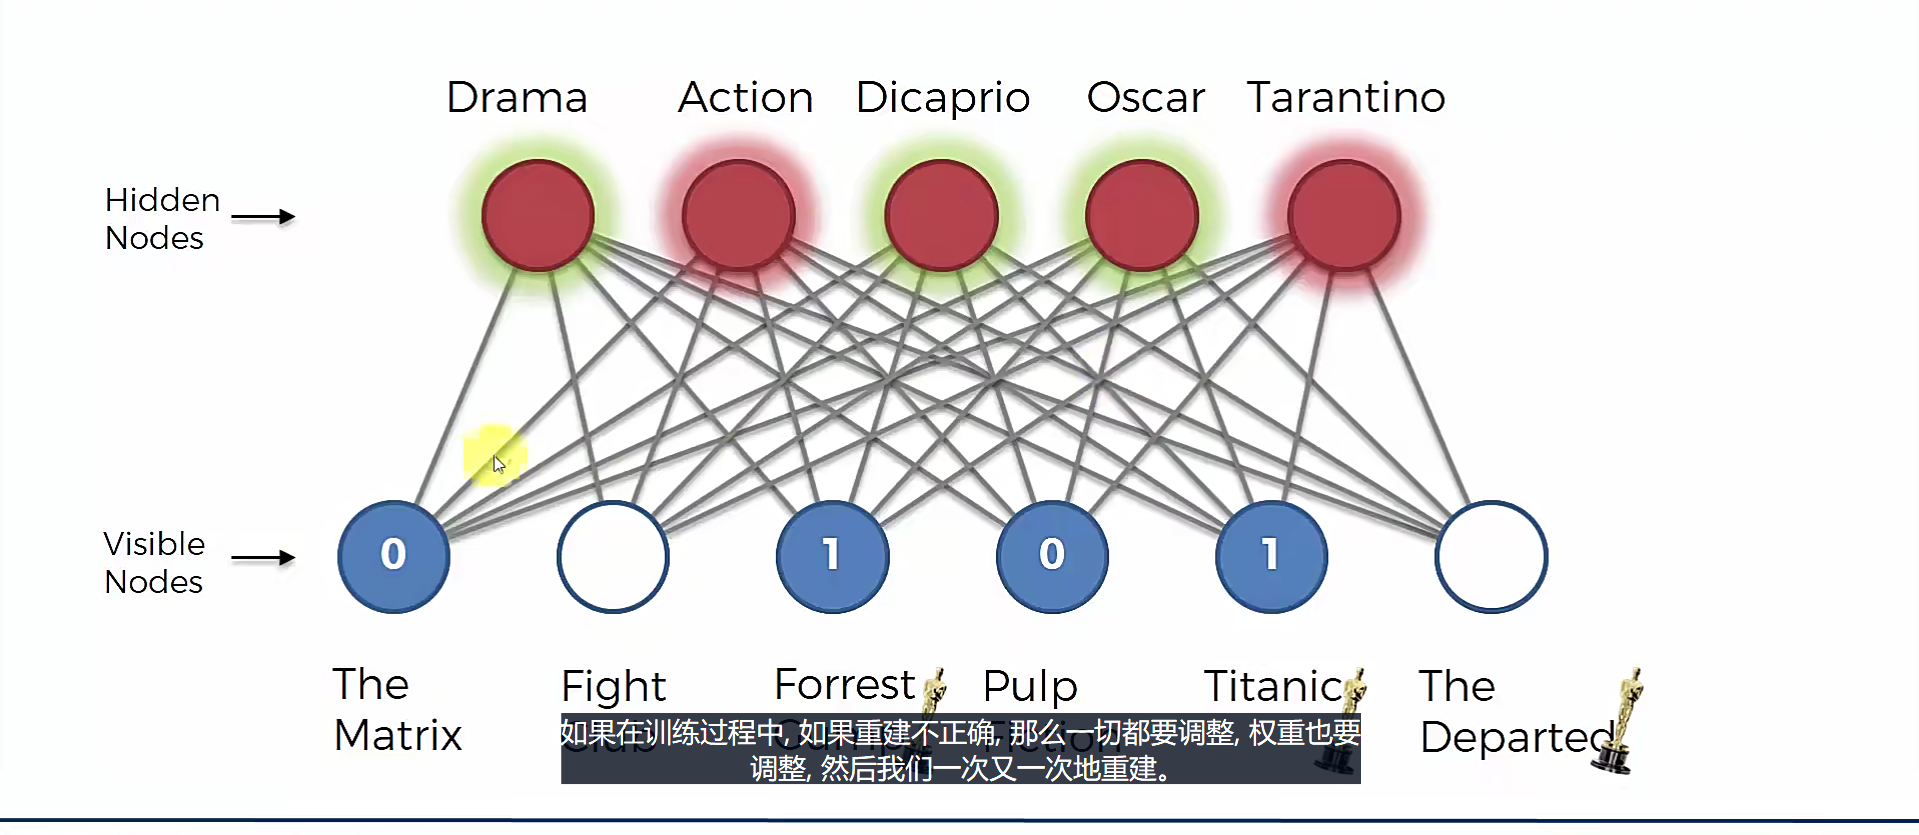 Drama Action Dicaprio Oscar Tarantino
Hidden
Nodes
0 1 0 1
Visible
Nodes
The Fight Forrest Pulp Titanic The
Matrix Club Gump Fiction Departed
如果在训练过程中, 如果重建不正确, 那么一切都要调整, 权重也要
调整, 然后我们一次又一次地重建。